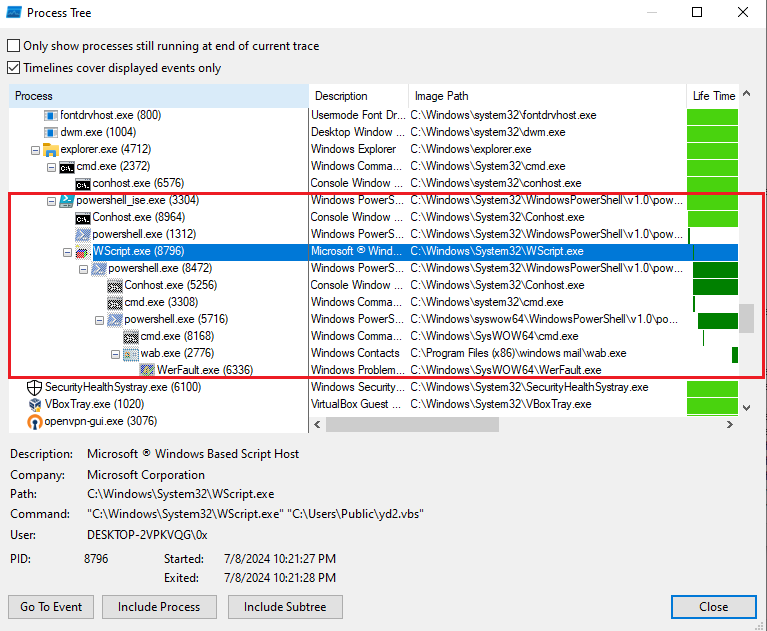 Process Tree
Only show processes still running at end of current trace
Timelines cover displayed events only
Process Description Image Path Life Time
fontdrvhost.exe (800) Usermode Font Dr... C:\Windows\system32\fontdrvhost.exe
dwm.exe (1004) Desktop Window ... C:\Windows\system32\dwm.exe
explorer.exe (4712) Windows Explorer C:\Windows\explorer.exe
cmd.exe (2372) Windows Comma... C:\Windows\System32\cmd.exe
conhost.exe (6576) Console Window ... C:\Windows\system32\conhost.exe
powershell_ise.exe (3304) Windows PowerS... C:\Windows\System32\WindowsPowerShell\v1.0\pow...
Conhost.exe (8964) Console Window ... C:\Windows\System32\Conhost.exe
powershell.exe (1312) Windows PowerS... C:\Windows\System32\WindowsPowerShell\v1.0\pow...
WScript.exe (8796) Microsoft ® Wind... C:\Windows\System32\WScript.exe
powershell.exe (8472) Windows PowerS... C:\Windows\System32\WindowsPowerShell\v1.0\pow...
Conhost.exe (5256) Console Window ... C:\Windows\System32\Conhost.exe
cmd.exe (3308) Windows Comma... C:\Windows\system32\cmd.exe
powershell.exe (5716) Windows PowerS... C:\Windows\syswow64\WindowsPowerShell\v1.0\po...
cmd.exe (8168) Windows Comma... C:\Windows\SysWOW64\cmd.exe
wab.exe (2776) Windows Contacts C:\Program Files (x86)\windows mail\wab.exe
WerFault.exe (6336) Windows Problem... C:\Windows\SysWOW64\WerFault.exe
SecurityHealthSystray.exe (6100) Windows Security... C:\Windows\System32\SecurityHealthSystray.exe
VBoxTray.exe (1020) VirtualBox Guest ... C:\Windows\System32\VBoxTray.exe
openvpn-gui.exe (3076)
Description: Microsoft ® Windows Based Script Host
Company: Microsoft Corporation
Path: C:\Windows\System32\WScript.exe
Command: "C:\Windows\System32\WScript.exe" "C:\Users\Public\yd2.vbs"
User: DESKTOP-2VPKVQG\0x
PID: 8796 Started: 7/8/2024 10:21:27 PM
Exited: 7/8/2024 10:21:28 PM
Go To Event Include Process Include Subtree Close